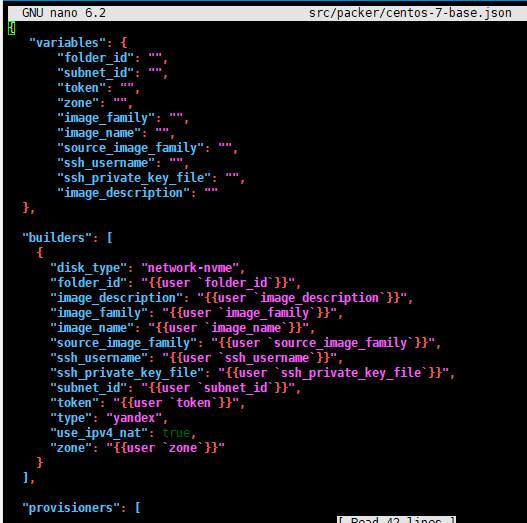 GNU nano 6.2 src/packer/centos-7-base.json
{
"variables": {
"folder_id": "",
"subnet_id": "",
"token": "",
"zone": "",
"image_family": "",
"image_name": "",
"source_image_family": "",
"ssh_username": "",
"ssh_private_key_file": "",
"image_description": ""
},
"builders": [
{
"disk_type": "network-nvme",
"folder_id": "{{user `folder_id`}}",
"image_description": "{{user `image_description`}}",
"image_family": "{{user `image_family`}}",
"image_name": "{{user `image_name`}}",
"source_image_family": "{{user `source_image_family`}}",
"ssh_username": "{{user `ssh_username`}}",
"ssh_private_key_file": "{{user `ssh_private_key_file`}}",
"subnet_id": "{{user `subnet_id`}}",
"token": "{{user `token`}}",
"type": "yandex",
"use_ipv4_nat": true,
"zone": "{{user `zone`}}"
}
],
"provisioners": [
[ Read 42 lines ]